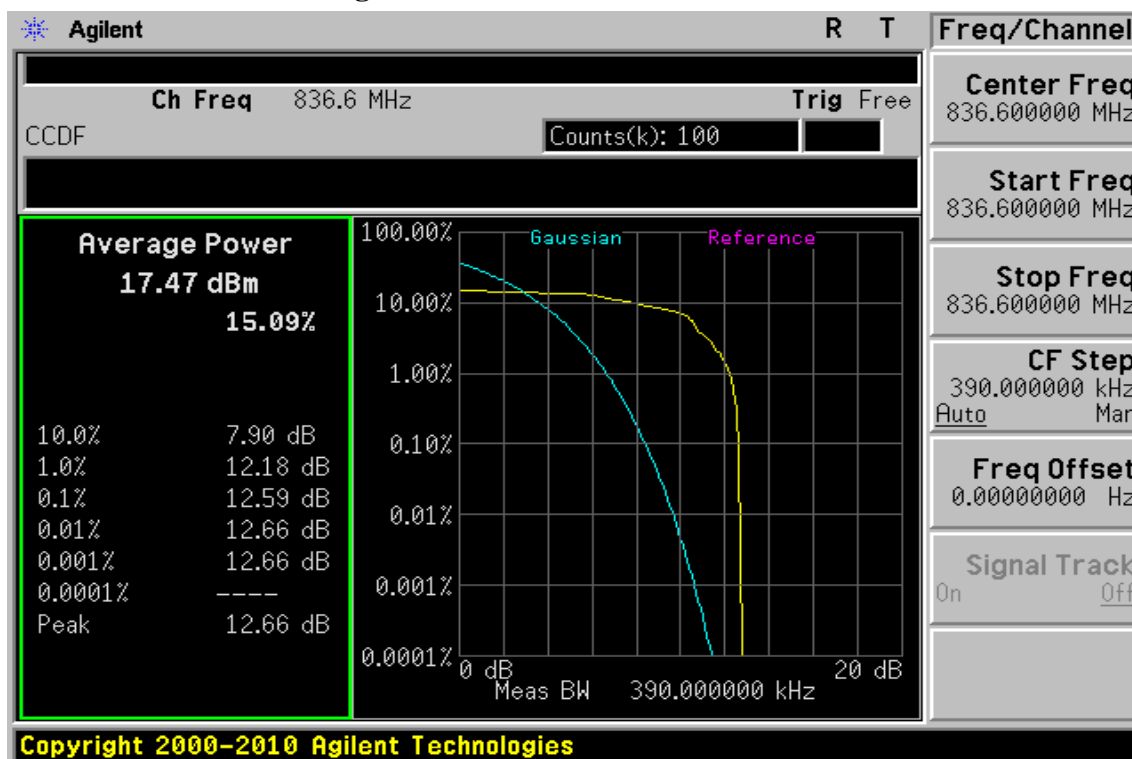 Agilent R T
Freq/Channel
Ch Freq 836.6 MHz Trig Free
CCDF Counts(k): 100
Center Freq
836.600000 MHz
Start Freq
836.600000 MHz
Stop Freq
836.600000 MHz
CF Step
390.000000 kHz
Auto Man
Freq Offset
0.00000000 Hz
Signal Track
On Off
Average Power
17.47 dBm
15.09%
10.0% 7.90 dB
1.0% 12.18 dB
0.1% 12.59 dB
0.01% 12.66 dB
0.001% 12.66 dB
0.0001% ----
Peak 12.66 dB
Gaussian Reference
100.00%
10.00%
1.00%
0.10%
0.01%
0.001%
0.0001%
0 dB 20 dB
Meas BW 390.000000 kHz
Copyright 2000-2010 Agilent Technologies